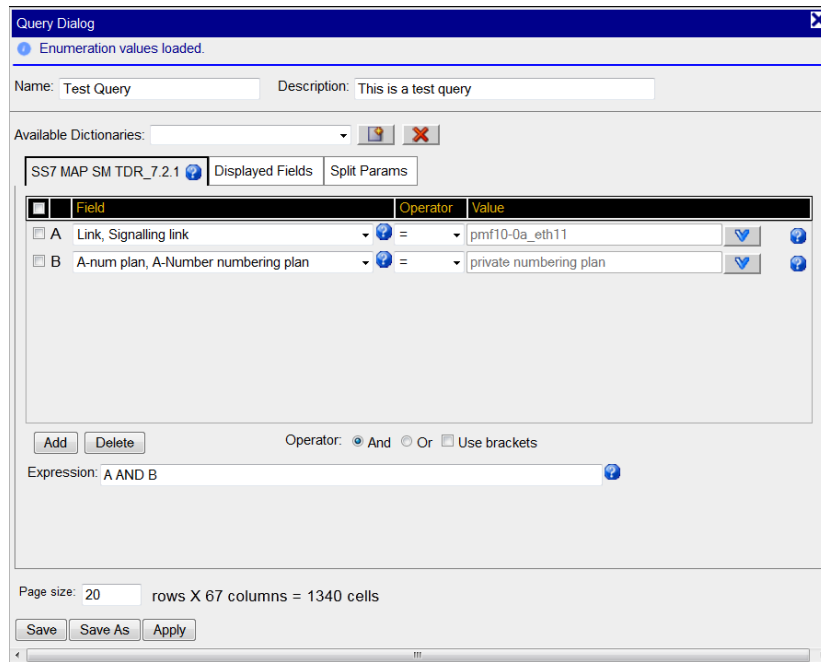 Query Dialog
Enumeration values loaded.
Name: Test Query Description: This is a test query
Available Dictionaries:
SS7 MAP SM TDR_7.2.1 Displayed Fields Split Params
Field Operator Value
A Link, Signalling link = pmf10-0a_eth11
B A-num plan, A-Number numbering plan = private numbering plan
Add Delete Operator: And Or Use brackets
Expression: A AND B
Page size: 20 rows X 67 columns = 1340 cells
Save Save As Apply